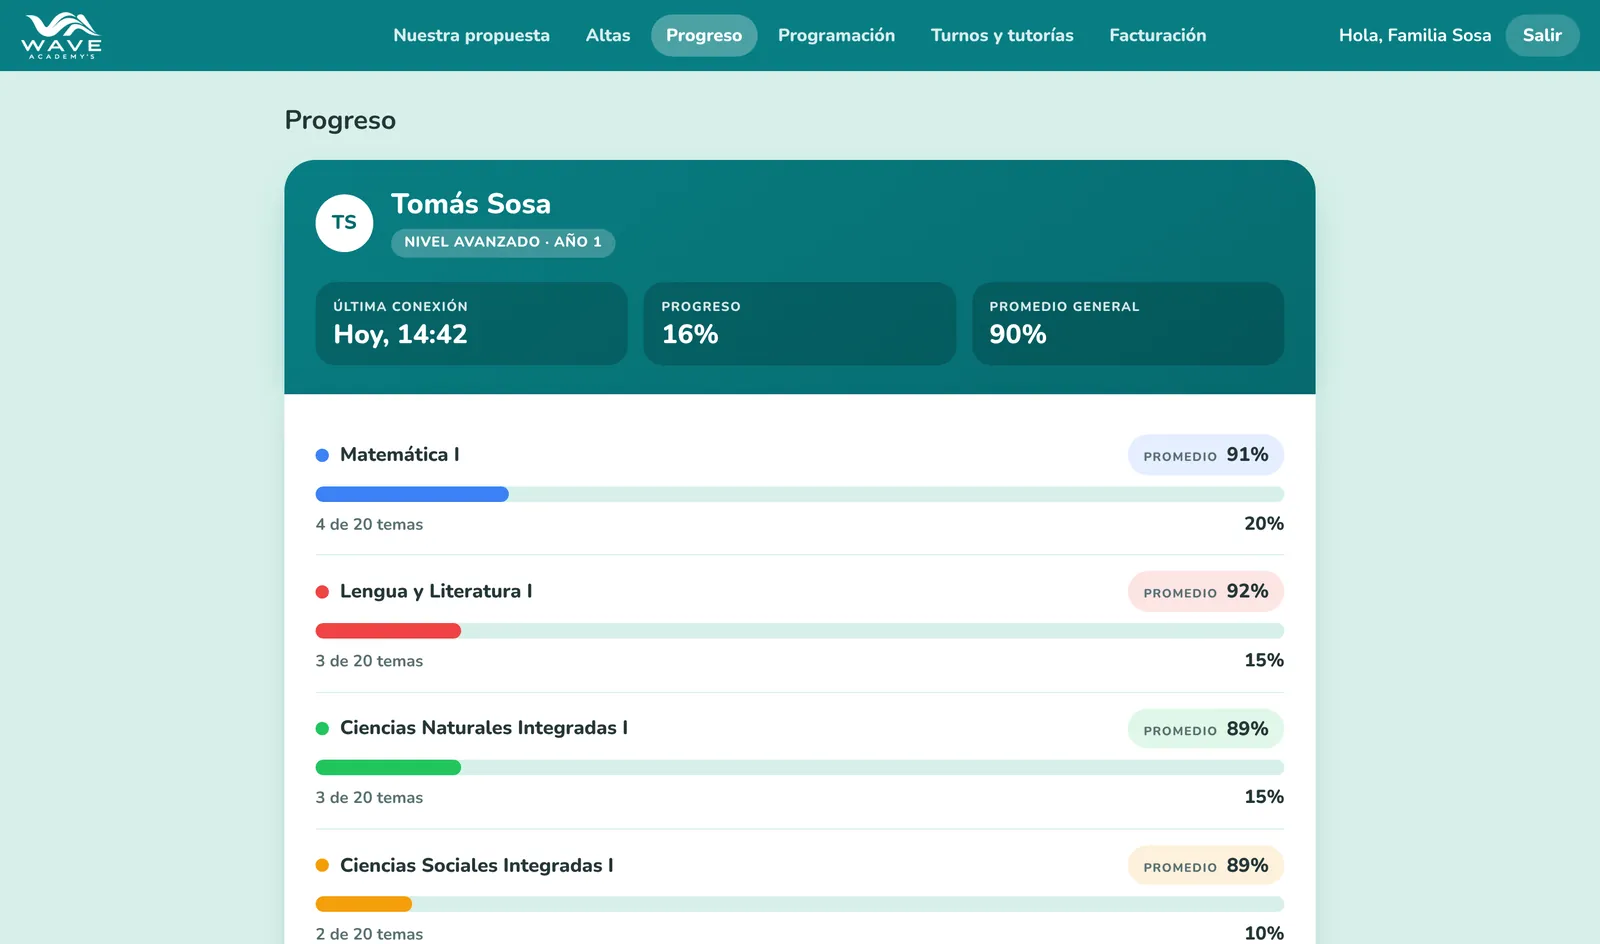 WAVE
ACADEMY'S
Nuestra propuesta
Altas
Progreso
Programación
Turnos y tutorías
Facturación
Hola, Familia Sosa
Salir
Progreso
TS
Tomás Sosa
NIVEL AVANZADO · AÑO 1
ÚLTIMA CONEXIÓN
Hoy, 14:42
PROGRESO
16%
PROMEDIO GENERAL
90%
Matemática I
PROMEDIO 91%
4 de 20 temas
20%
Lengua y Literatura I
PROMEDIO 92%
3 de 20 temas
15%
Ciencias Naturales Integradas I
PROMEDIO 89%
3 de 20 temas
15%
Ciencias Sociales Integradas I
PROMEDIO 89%
2 de 20 temas
10%